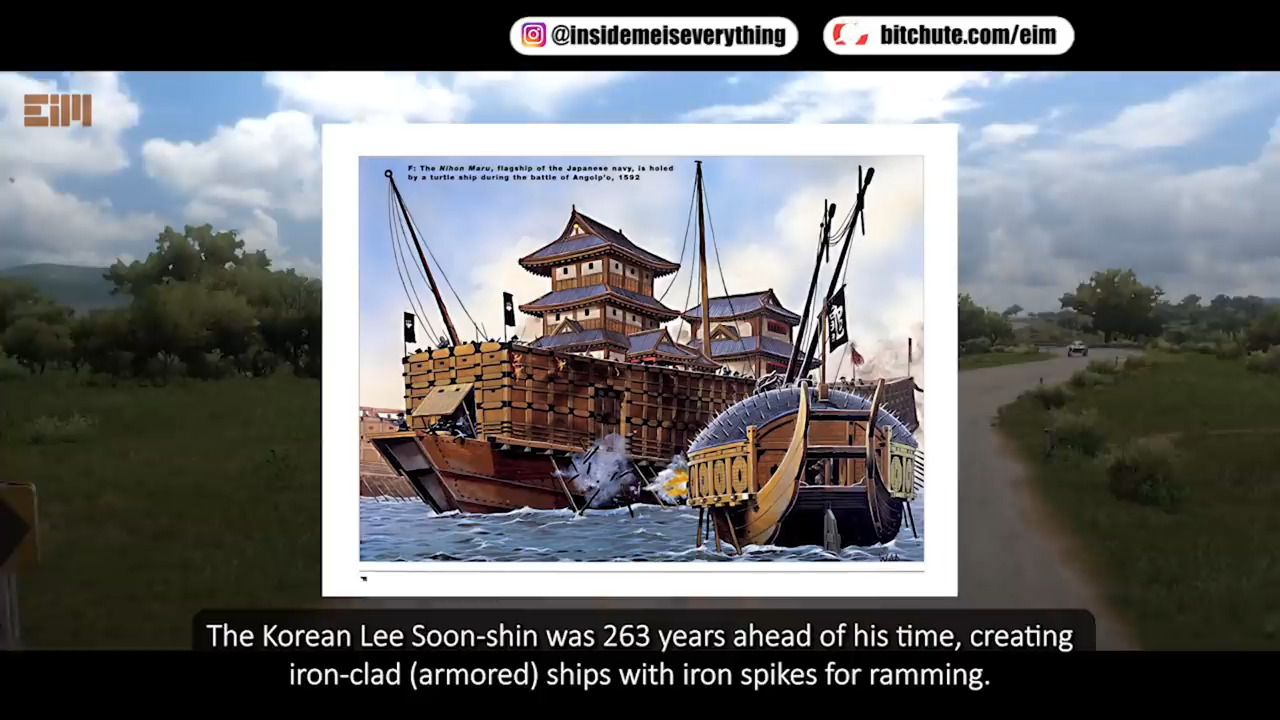 @insidemeiseverything
bitchute.com/eim
EIM
F: The Nihon Maru, flagship of the Japanese navy, is holed
by a turtle ship during the battle of Angolp'o, 1592
The Korean Lee Soon-shin was 263 years ahead of his time, creating
iron-clad (armored) ships with iron spikes for ramming.